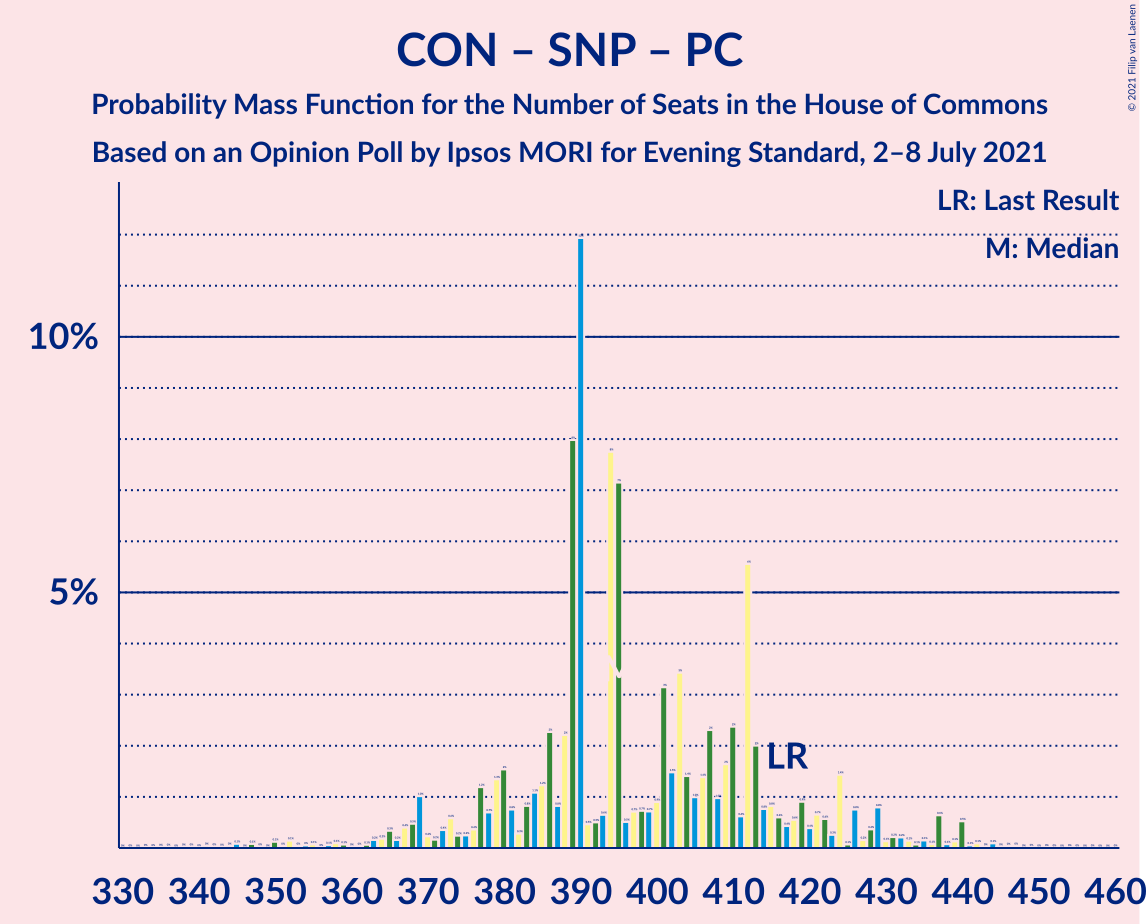 CON – SNP – PC
Probability Mass Function for the Number of Seats in the House of Commons
Based on an Opinion Poll by Ipsos MORI for Evening Standard, 2–8 July 2021
© 2021 Filip van Laenen
LR: Last Result
M: Median
10%
5%
LR
330 340 350 360 370 380 390 400 410 420 430 440 450 460